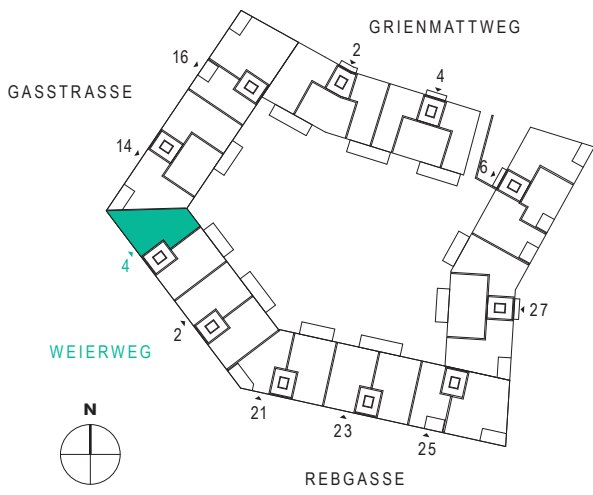 GRIENMATTWEG
2
16
4
GASSTRASSE
14
6
4
27
2
WEIERWEG
21
23
25
N
REBGASSE